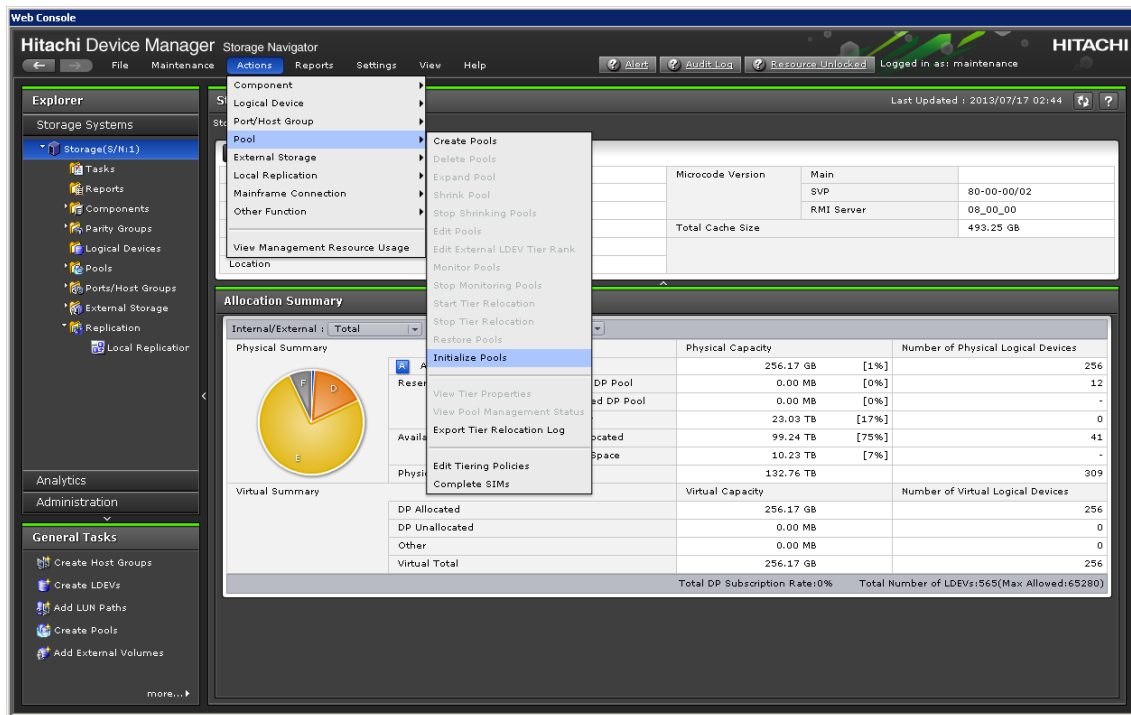 Web Console
Hitachi Device Manager Storage Navigator
HITACHI
File Maintenance Actions Reports Settings View Help
Alert Audit Log Resource Unlocked Logged in as: maintenance
Explorer
Storage Systems
Storage(S/N:1)
Tasks
Reports
Components
Parity Groups
Logical Devices
Pools
Ports/Host Groups
External Storage
Replication
Local Replication
Analytics
Administration
General Tasks
Create Host Groups
Create LDEVs
Add LUN Paths
Create Pools
Add External Volumes
more...
Last Updated : 2013/07/17 02:44
Component
Logical Device
Port/Host Group
Pool
External Storage
Local Replication
Mainframe Connection
Other Function
View Management Resource Usage
Location
Create Pools
Delete Pools
Expand Pool
Shrink Pool
Stop Shrinking Pools
Edit Pools
Edit External LDEV Tier Rank
Monitor Pools
Stop Monitoring Pools
Start Tier Relocation
Stop Tier Relocation
Restore Pools
Initialize Pools
View Tier Properties
View Pool Management Status
Export Tier Relocation Log
Edit Tiering Policies
Complete SIMs
Microcode Version Main
SVP 80-00-00/02
RMI Server 08_00_00
Total Cache Size 493.25 GB
Allocation Summary
Internal/External : Total
Physical Summary Physical Capacity Number of Physical Logical Devices
F D E
A 256.17 GB [1%] 256
DP Pool 0.00 MB [0%] 12
DP Pool 0.00 MB [0%] -
23.03 TB [17%] 0
99.24 TB [75%] 41
Space 10.23 TB [7%] -
132.76 TB 309
Virtual Summary Virtual Capacity Number of Virtual Logical Devices
DP Allocated 256.17 GB 256
DP Unallocated 0.00 MB 0
Other 0.00 MB 0
Virtual Total 256.17 GB 256
Total DP Subscription Rate:0% Total Number of LDEVs:565(Max Allowed:65280)